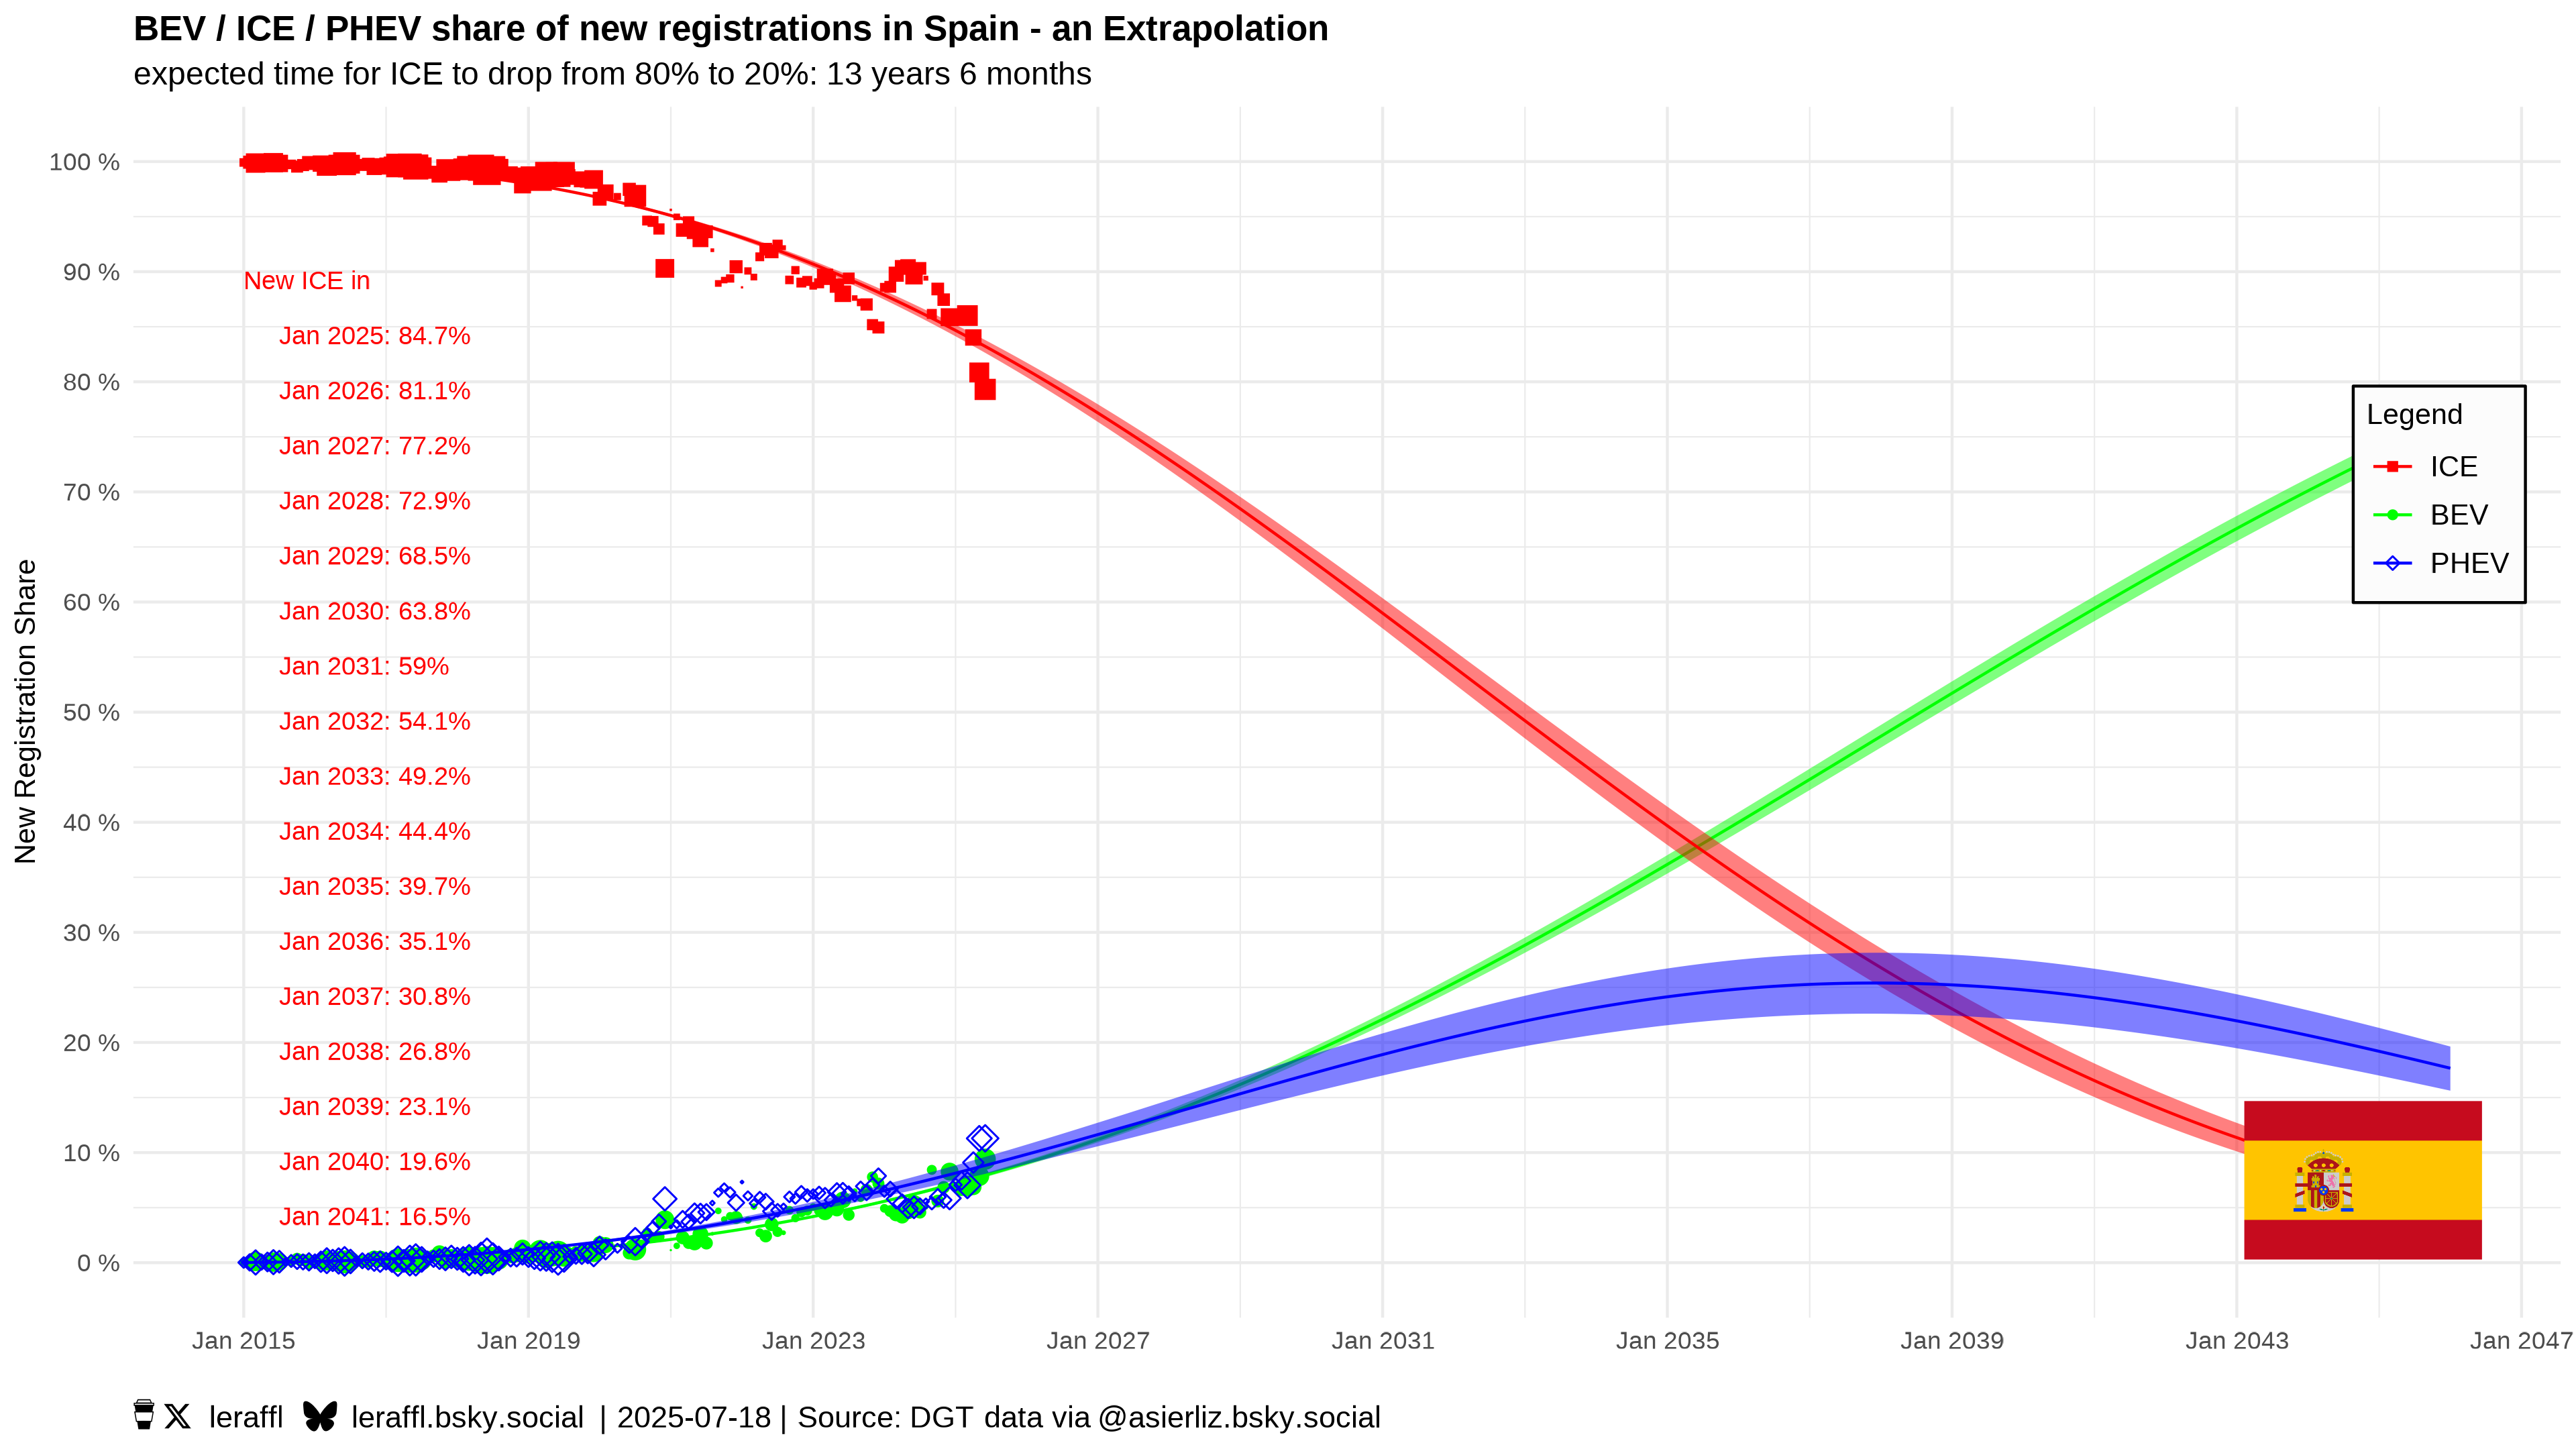 BEV / ICE / PHEV share of new registrations in Spain - an Extrapolation
expected time for ICE to drop from 80% to 20%: 13 years 6 months
New Registration Share
100 %
90 %
80 %
70 %
60 %
50 %
40 %
30 %
20 %
10 %
0 %
New ICE in
Jan 2025: 84.7%
Jan 2026: 81.1%
Jan 2027: 77.2%
Jan 2028: 72.9%
Jan 2029: 68.5%
Jan 2030: 63.8%
Jan 2031: 59%
Jan 2032: 54.1%
Jan 2033: 49.2%
Jan 2034: 44.4%
Jan 2035: 39.7%
Jan 2036: 35.1%
Jan 2037: 30.8%
Jan 2038: 26.8%
Jan 2039: 23.1%
Jan 2040: 19.6%
Jan 2041: 16.5%
Legend
ICE
BEV
PHEV
Jan 2015 Jan 2019 Jan 2023 Jan 2027 Jan 2031 Jan 2035 Jan 2039 Jan 2043 Jan 2047
leraffl leraffl.bsky.social | 2025-07-18 | Source: DGT data via @asierliz.bsky.social